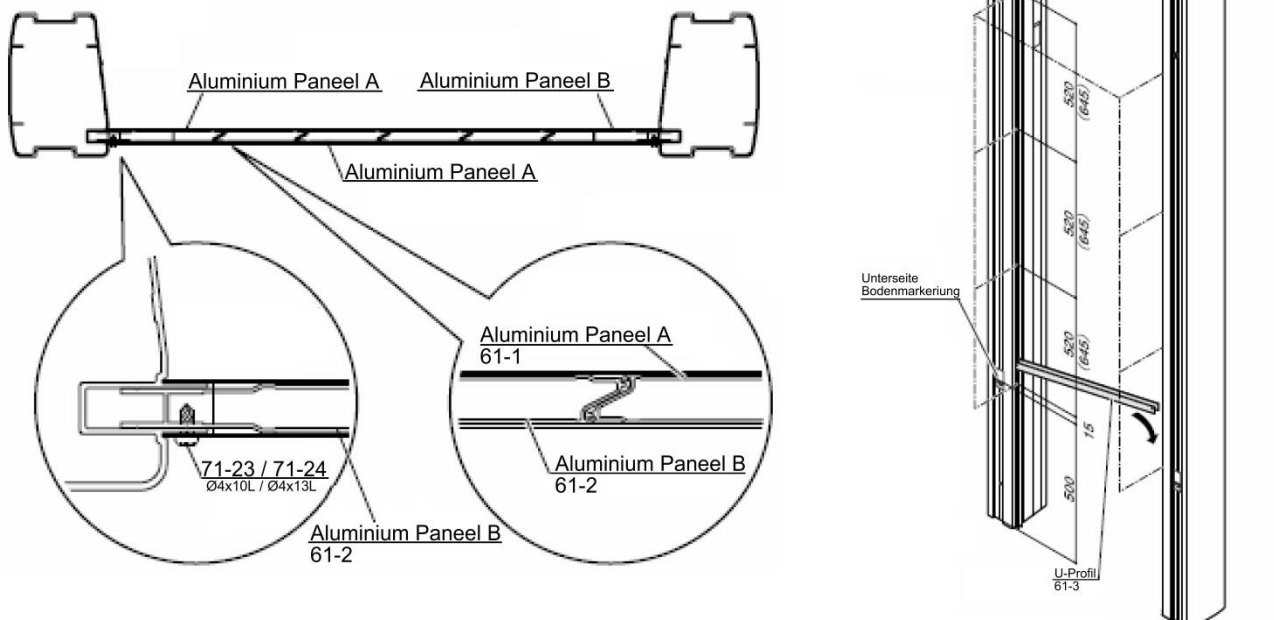 Aluminium Paneel A
Aluminium Paneel B
Aluminium Paneel A
Aluminium Paneel A
61-1
Aluminium Paneel B
61-2
71-23 / 71-24
Ø4x10L / Ø4x13L
Aluminium Paneel B
61-2
520
(645)
520
(645)
520
(645)
15
500
Unterseite
Bodenmarkeriung
U-Profil
61-3